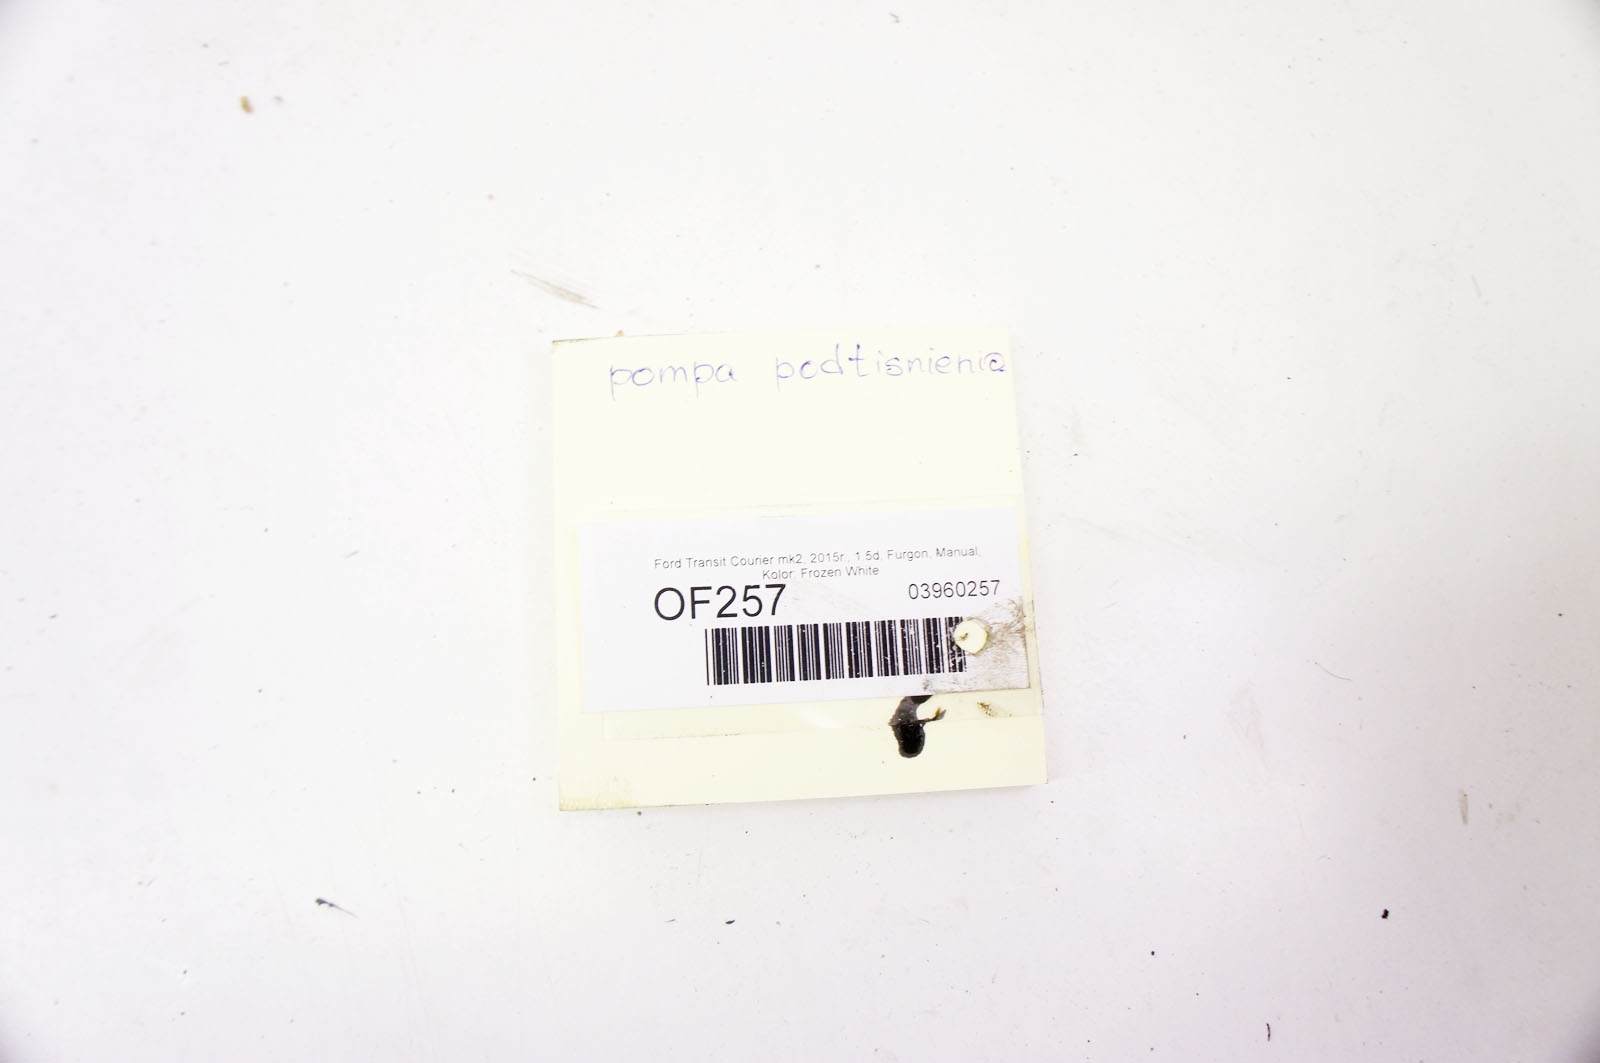 pompa podtisnienia
Ford Transit Courier mk2, 2015r., 1.5d, Furgon, Manual,
Kolor: Frozen White
OF257 03960257